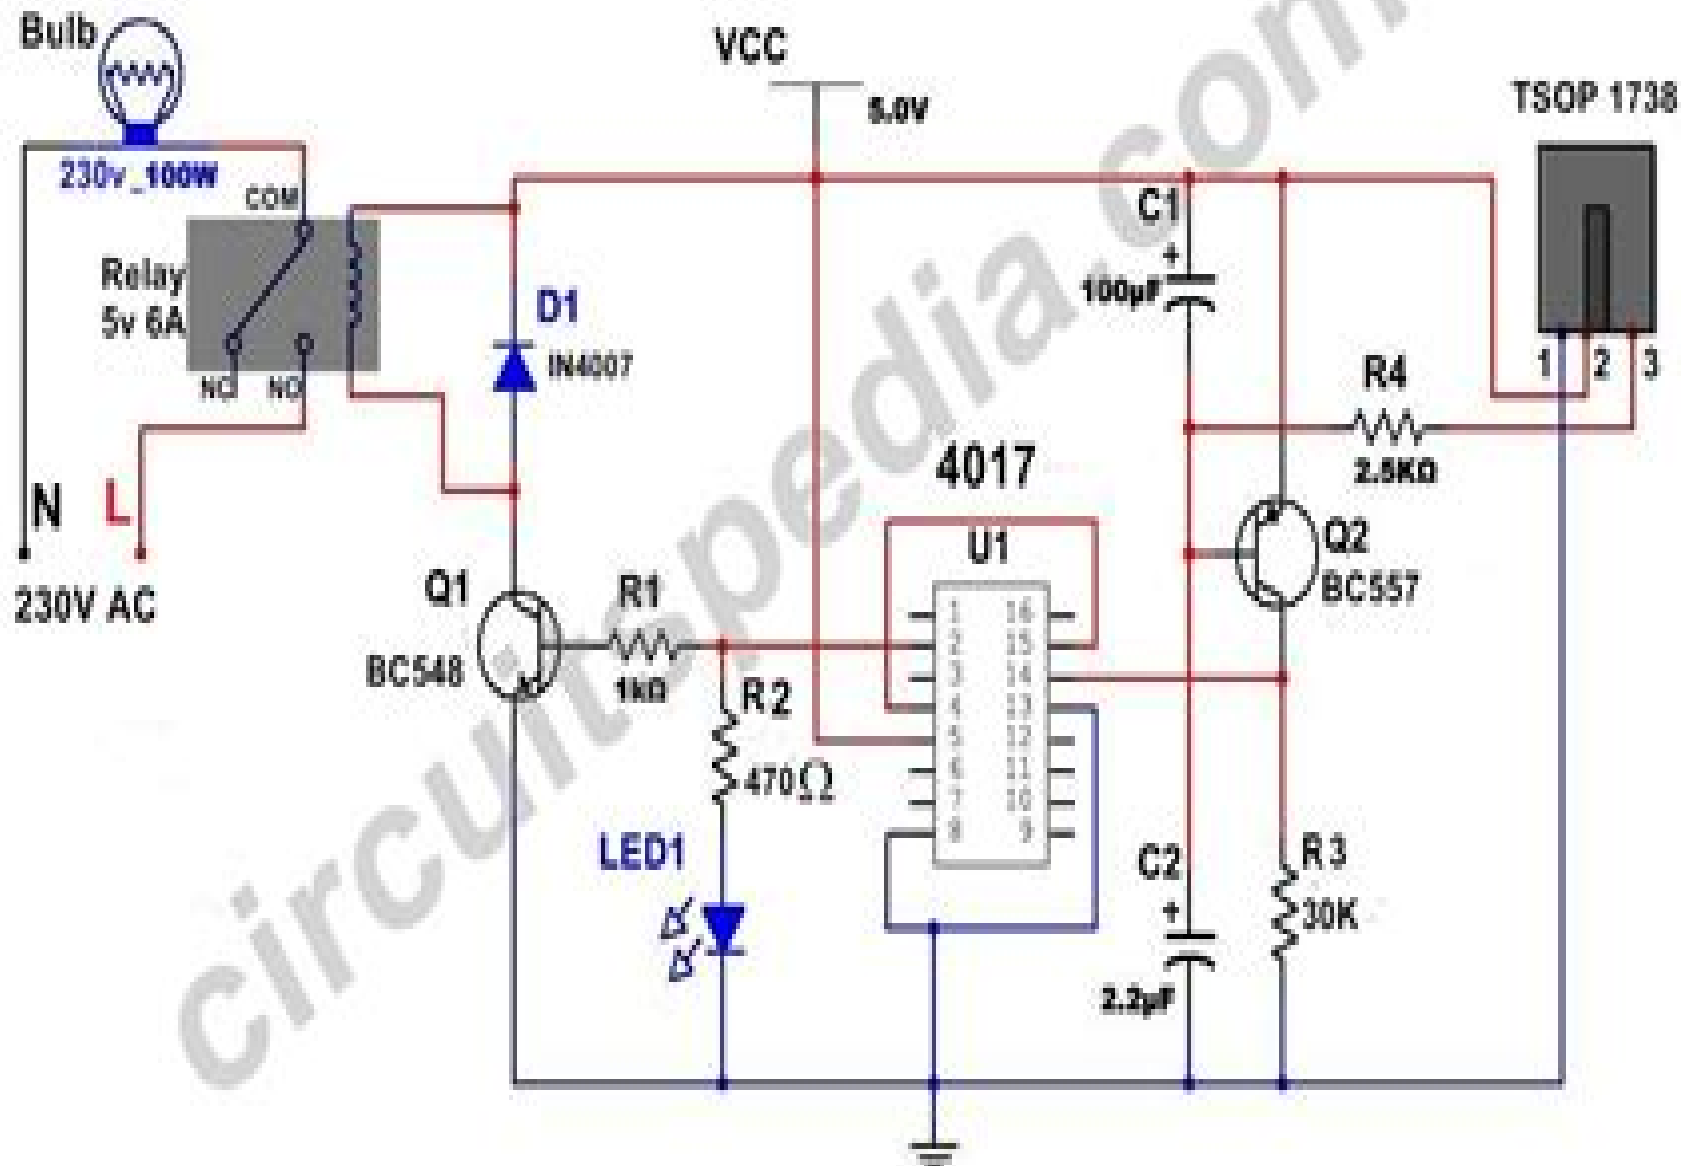 Bulb
230v_100W
VCC
5.0V
TSOP 1738
1
2
3
COM
Relay
5v 6A
NC
NO
D1
IN4007
C1
+
100µF
R4
2.5KΩ
N
L
230V AC
4017
U1
Q2
BC557
Q1
BC548
R1
1kΩ
R2
470Ω
1 16
2 15
3 14
4 13
5 12
6 11
7 10
8 9
LED1
C2
+
2.2µF
R3
30K
circuitspedia.com